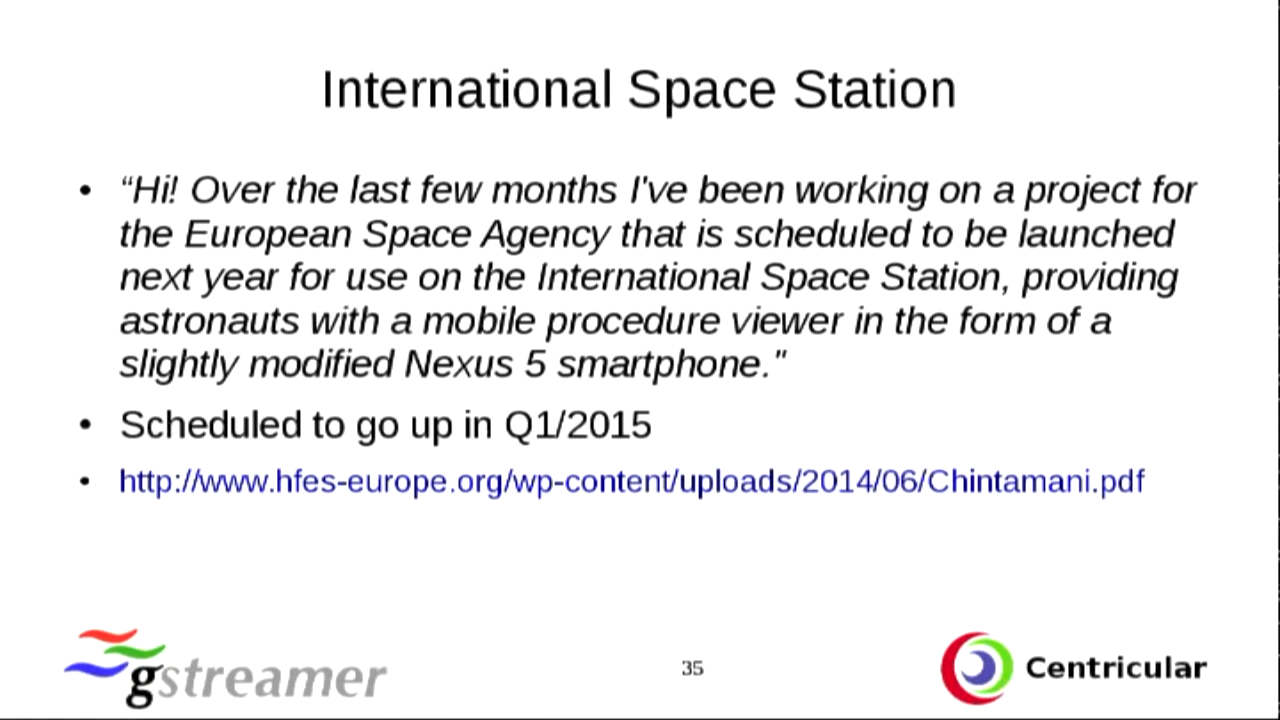 International Space Station
• “Hi! Over the last few months I've been working on a project for
the European Space Agency that is scheduled to be launched
next year for use on the International Space Station, providing
astronauts with a mobile procedure viewer in the form of a
slightly modified Nexus 5 smartphone."
• Scheduled to go up in Q1/2015
• http://www.hfes-europe.org/wp-content/uploads/2014/06/Chintamani.pdf
gstreamer
35
Centricular